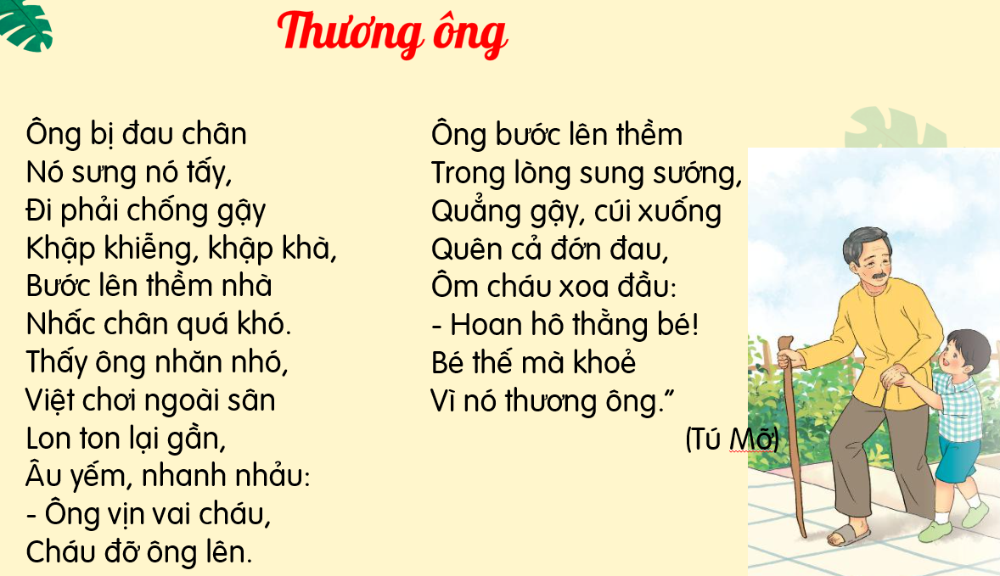 Thương ông
Ông bị đau chân
Nó sưng nó tấy,
Đi phải chống gậy
Khập khiễng, khập khà,
Bước lên thềm nhà
Nhấc chân quá khó.
Thấy ông nhăn nhó,
Việt chơi ngoài sân
Lon ton lại gần,
Âu yếm, nhanh nhảu:
- Ông vịn vai cháu,
Cháu đỡ ông lên.
Ông bước lên thềm
Trong lòng sung sướng,
Quẳng gậy, cúi xuống
Quên cả đớn đau,
Ôm cháu xoa đầu:
- Hoan hô thằng bé!
Bé thế mà khoẻ
Vì nó thương ông.”
(Tú Mỡ)